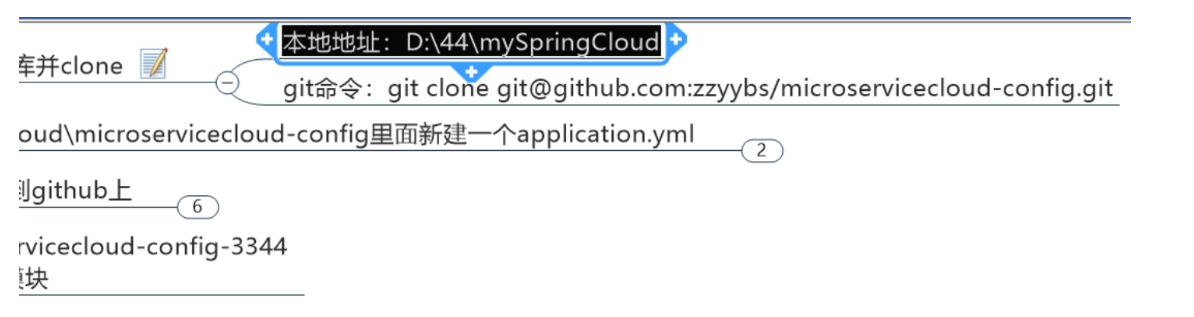 本地地址：D:\44\mySpringCloud
库并clone
git命令：git clone git@github.com:zzyybs/microservicecloud-config.git
oud\microservicecloud-config里面新建一个application.yml
2
github上
6
rvicecloud-config-3344
块